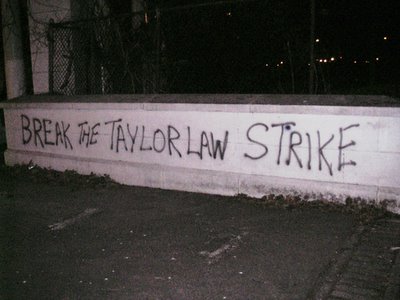 BREAK THE TAYLOR LAW STRIKE